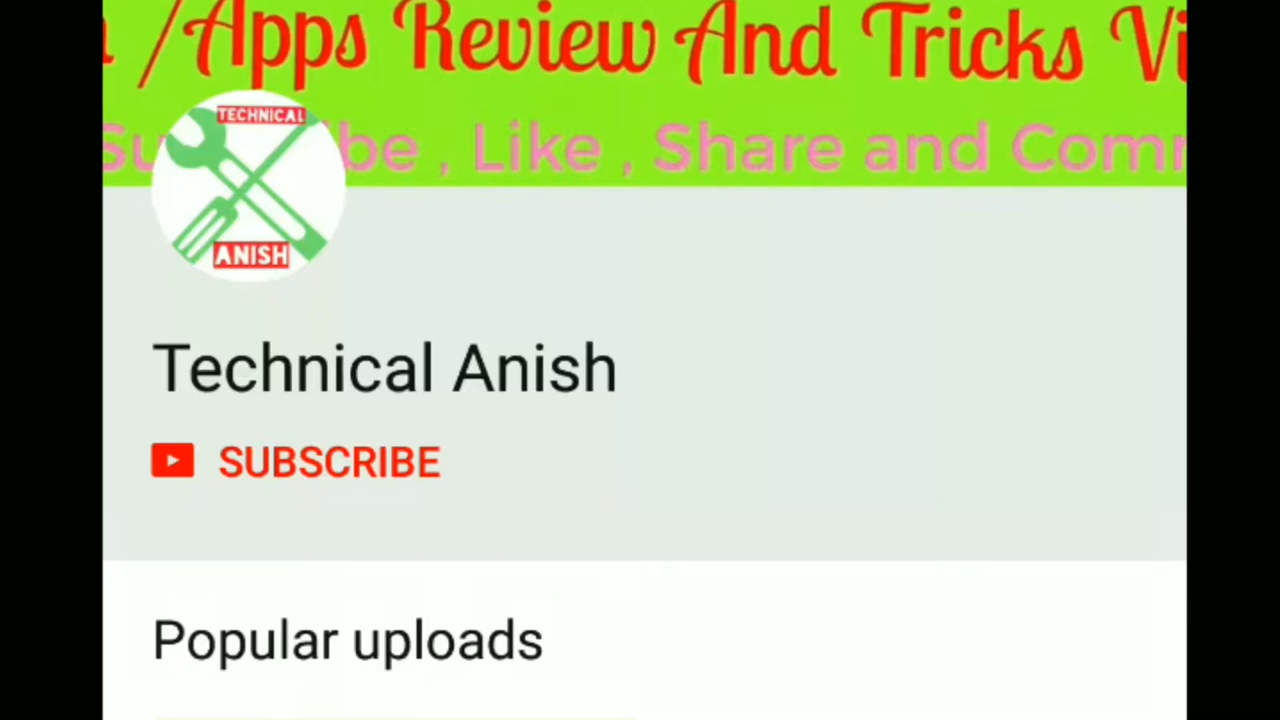 /Apps Review And Tricks
be , Like , Share and
TECHNICAL
ANISH
Technical Anish
SUBSCRIBE
Popular uploads